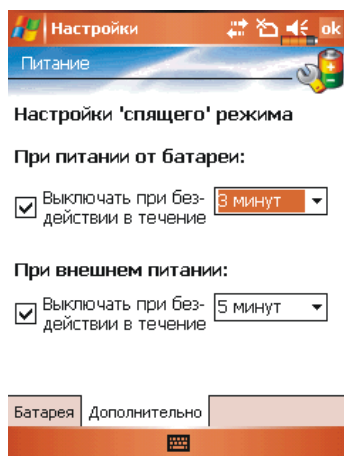 Настройки
ok
Питание
Настройки 'спящего' режима
При питании от батареи:
Выключать при без-
действии в течение
3 минут
При внешнем питании:
Выключать при без-
действии в течение
5 минут
Батарея Дополнительно